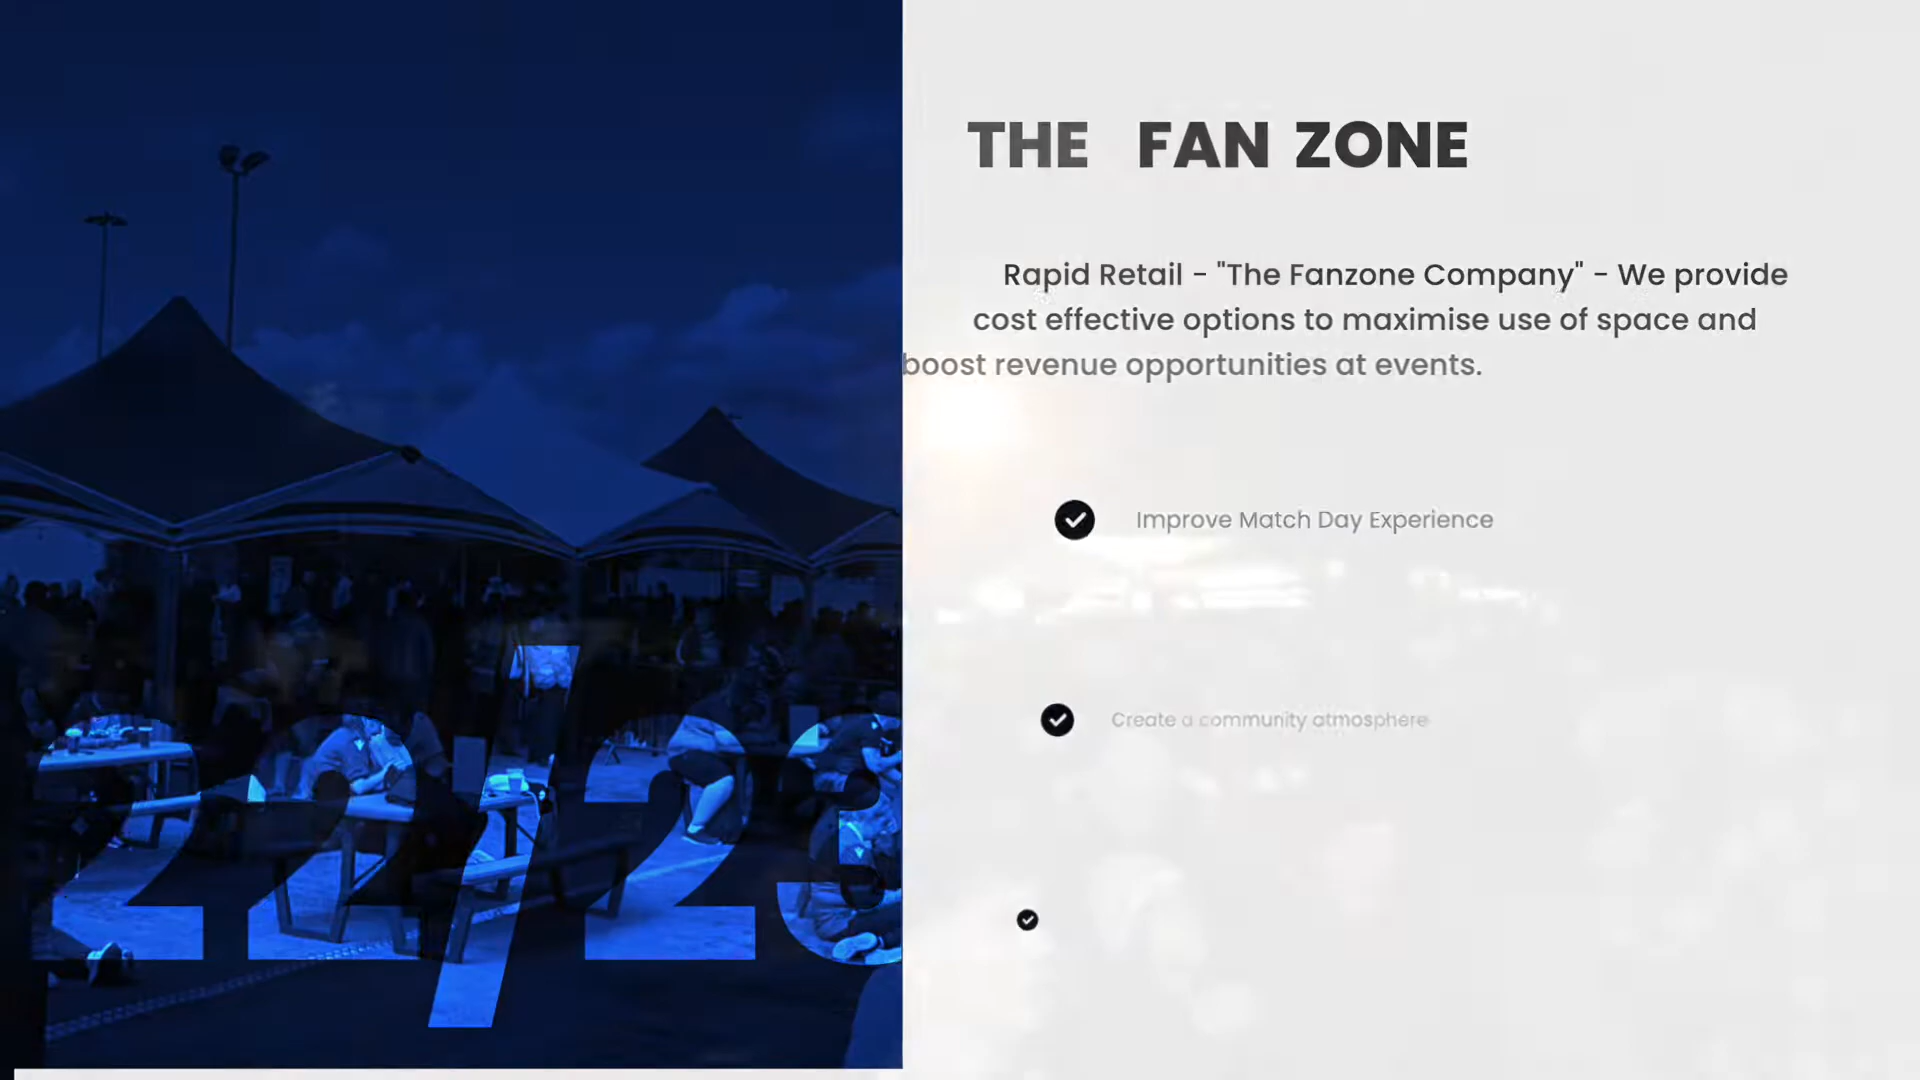 THE FAN ZONE
Rapid Retail - "The Fanzone Company" - We provide
cost effective options to maximise use of space and
boost revenue opportunities at events.
Improve Match Day Experience
Create a community atmosphere
22/23